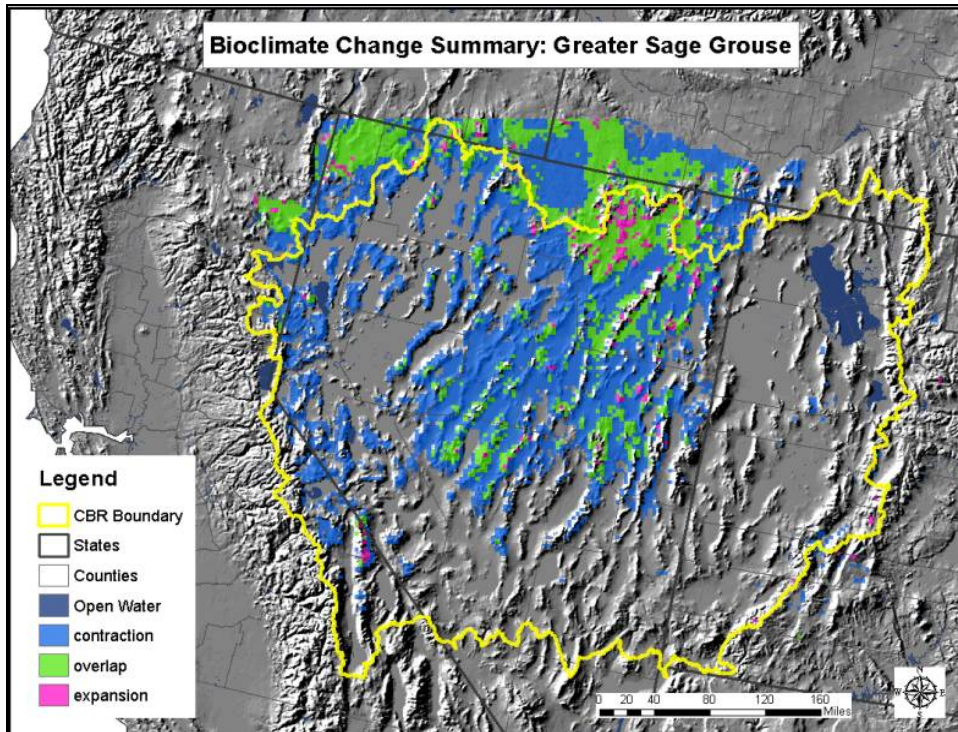 Bioclimate Change Summary: Greater Sage Grouse
Legend
CBR Boundary
States
Counties
Open Water
contraction
overlap
expansion
0 20 40 80 120 160
Miles
N
W E
S